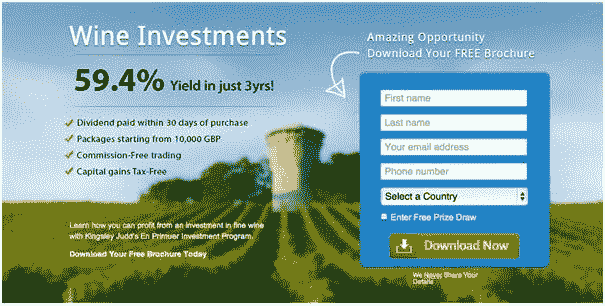 Wine Investments
59.4% Yield in just 3yrs!
Dividend paid within 30 days of purchase
Packages starting from 10,000 GBP
Commission-Free trading
Capital gains Tax-Free
Learn how you can profit from an investment in fine wine
with Kingsley Judd's En Primuer Investment Program.
Download Your Free Brochure Today
Amazing Opportunity
Download Your FREE Brochure
First name
Last name
Your email address
Phone number
Select a Country
Enter Free Prize Draw
Download Now
We Never Share Your
Details